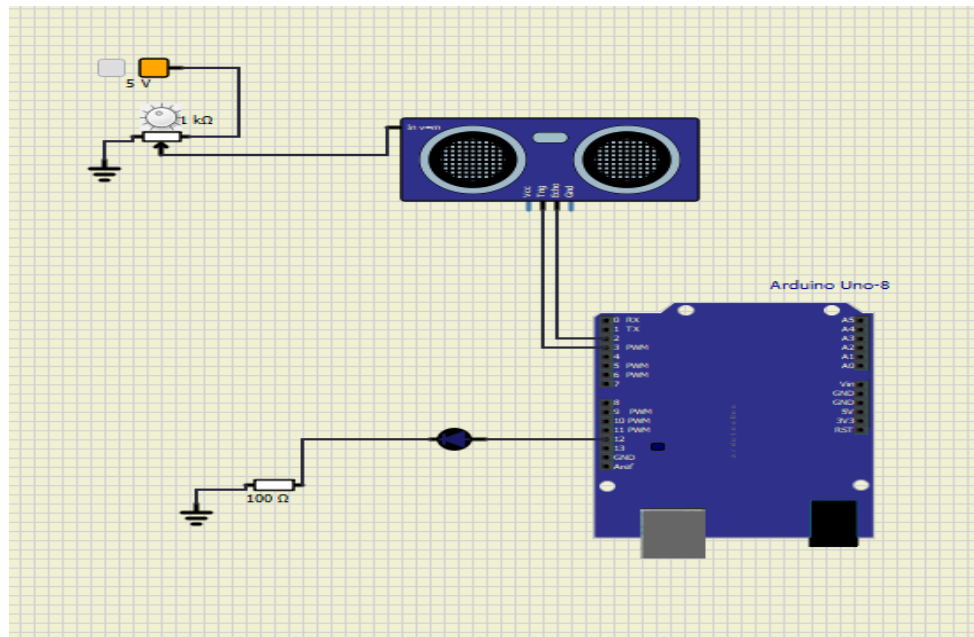 5 V
1 kΩ
In v=m
Vcc
Trig
Echo
Gnd
Arduino Uno-8
0 RX
1 TX
2
3 PWM
4
5 PWM
6 PWM
7
8
9 PWM
10 PWM
11 PWM
12
13
GND
Aref
A5
A4
A3
A2
A1
A0
Vin
GND
GND
5V
3V3
RST
100 Ω